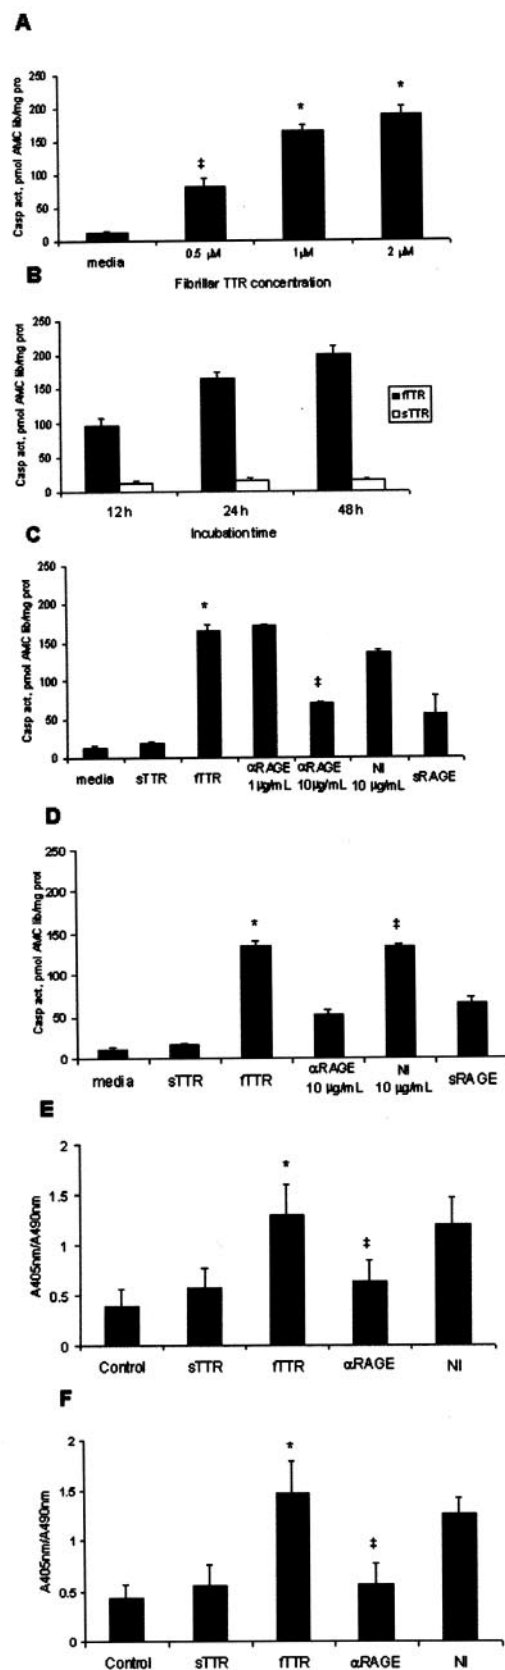 A
Casp act, pmol AMC lib/mg pro
250
200
150
100
50
0
‡
*
*
media
0.5 µM
1µM
2 µM
Fibrillar TTR concentration
B
Casp act, pmol AMC lib/mg prot
250
200
150
100
50
0
fTTR
sTTR
12 h
24 h
48 h
Incubation time
C
Casp act, pmol AMC lib/mg prot
250
200
150
100
50
0
*
‡
media
sTTR
fTTR
αRAGE
1µg/mL
αRAGE
10µg/mL
NI
10 µg/mL
sRAGE
D
Casp act, pmol AMC lib/mg prot
250
200
150
100
50
0
*
‡
media
sTTR
fTTR
αRAGE
10 µg/mL
NI
10 µg/mL
sRAGE
E
A405nm/A490nm
2
1.5
1
0.5
0
*
‡
Control
sTTR
fTTR
αRAGE
NI
F
A405nm/A490nm
2
1.5
1
0.5
0
*
‡
Control
sTTR
fTTR
αRAGE
NI